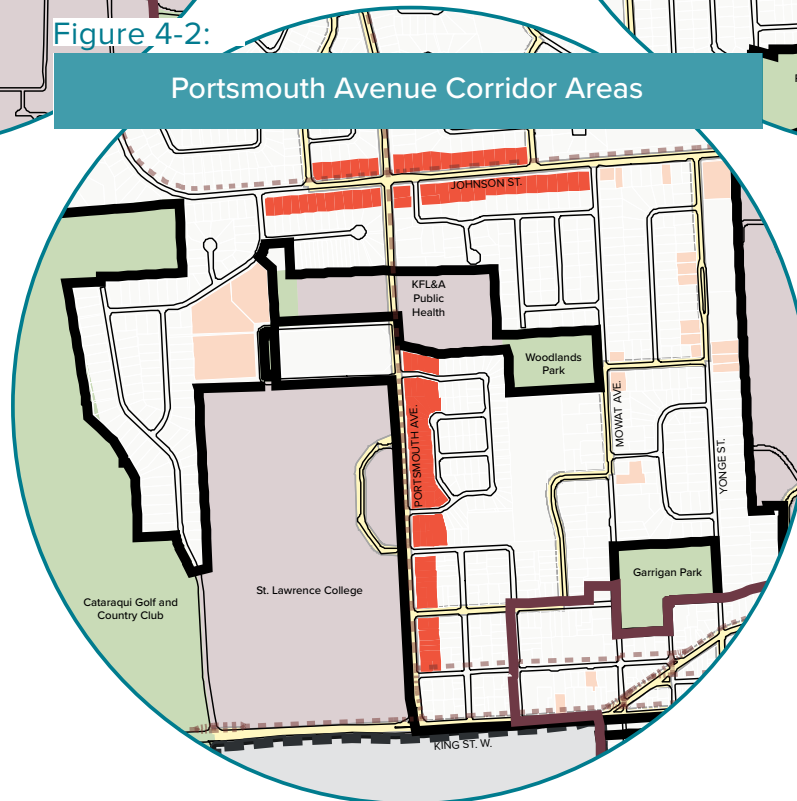 Figure 4-2:
Portsmouth Avenue Corridor Areas
JOHNSON ST.
KFL&A
Public
Health
Woodlands
Park
PORTSMOUTH AVE.
MOWAT AVE.
YONGE ST.
Garrigan Park
St. Lawrence College
Cataraqui Golf and
Country Club
KING ST. W.